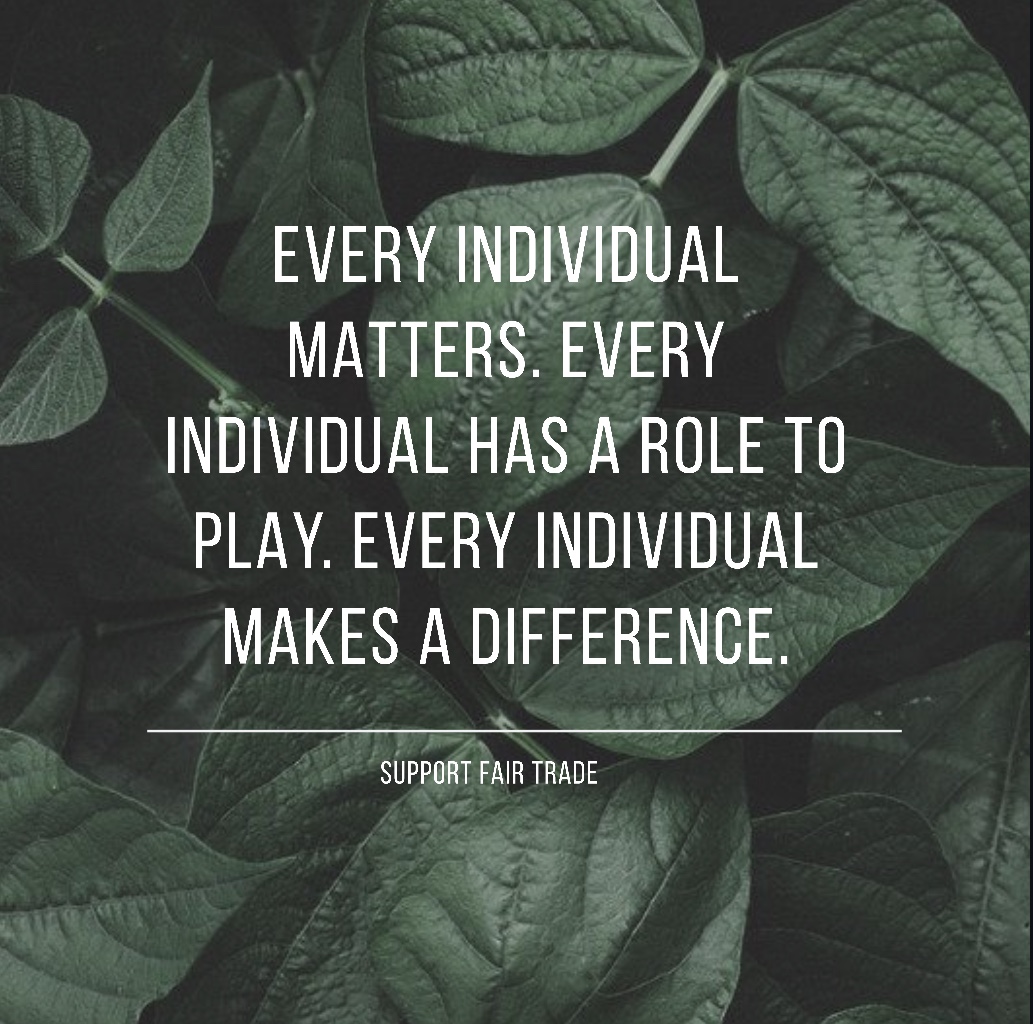 EVERY INDIVIDUAL
MATTERS. EVERY
INDIVIDUAL HAS A ROLE TO
PLAY. EVERY INDIVIDUAL
MAKES A DIFFERENCE.
SUPPORT FAIR TRADE